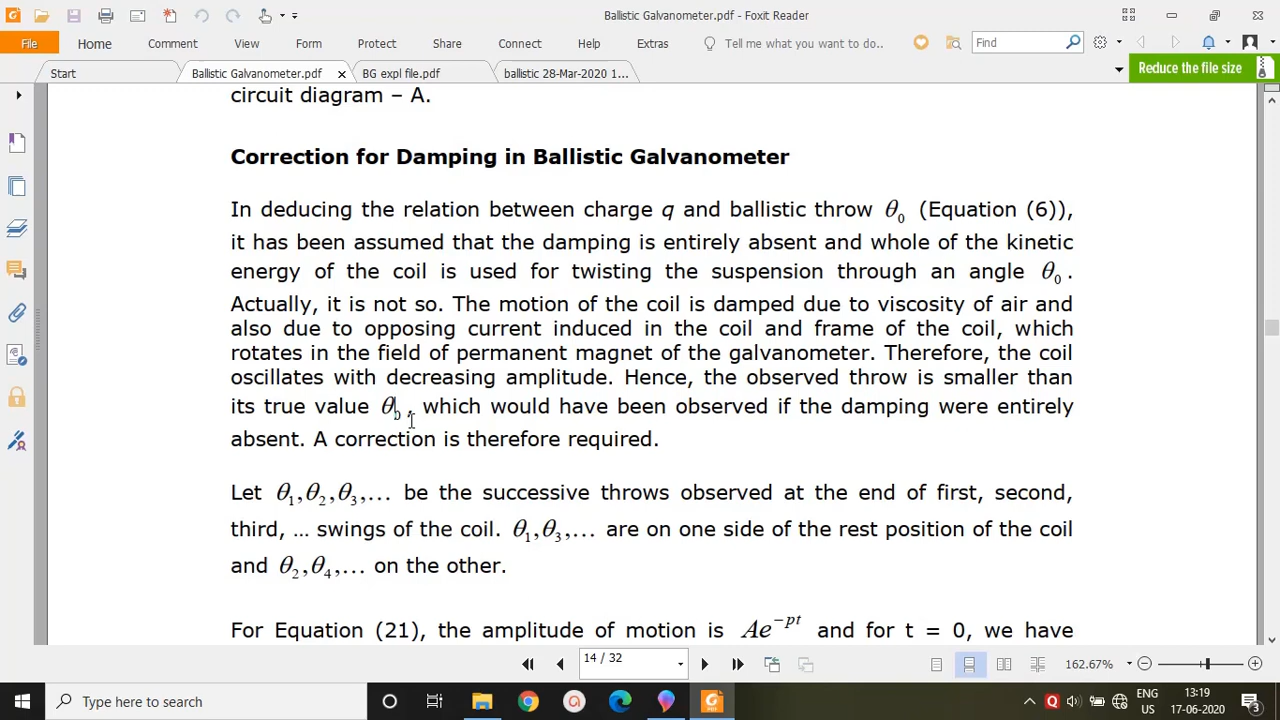 Ballistic Galvanometer.pdf - Foxit Reader
File Home Comment View Form Protect Share Connect Help Extras Tell me what you want to do.. Find
Start Ballistic Galvanometer.pdf × BG expl file.pdf ballistic 28-Mar-2020 1... Reduce the file size
circuit diagram – A.
Correction for Damping in Ballistic Galvanometer
In deducing the relation between charge q and ballistic throw θ₀ (Equation (6)),
it has been assumed that the damping is entirely absent and whole of the kinetic
energy of the coil is used for twisting the suspension through an angle θ₀.
Actually, it is not so. The motion of the coil is damped due to viscosity of air and
also due to opposing current induced in the coil and frame of the coil, which
rotates in the field of permanent magnet of the galvanometer. Therefore, the coil
oscillates with decreasing amplitude. Hence, the observed throw is smaller than
its true value θ₀, which would have been observed if the damping were entirely
absent. A correction is therefore required.
Let θ₁,θ₂,θ₃,... be the successive throws observed at the end of first, second,
third, … swings of the coil. θ₁,θ₃,... are on one side of the rest position of the coil
and θ₂,θ₄,... on the other.
For Equation (21), the amplitude of motion is Ae^{-pt} and for t = 0, we have
14 / 32 162.67%
Type here to search ENG 13:19
US 17-06-2020 3